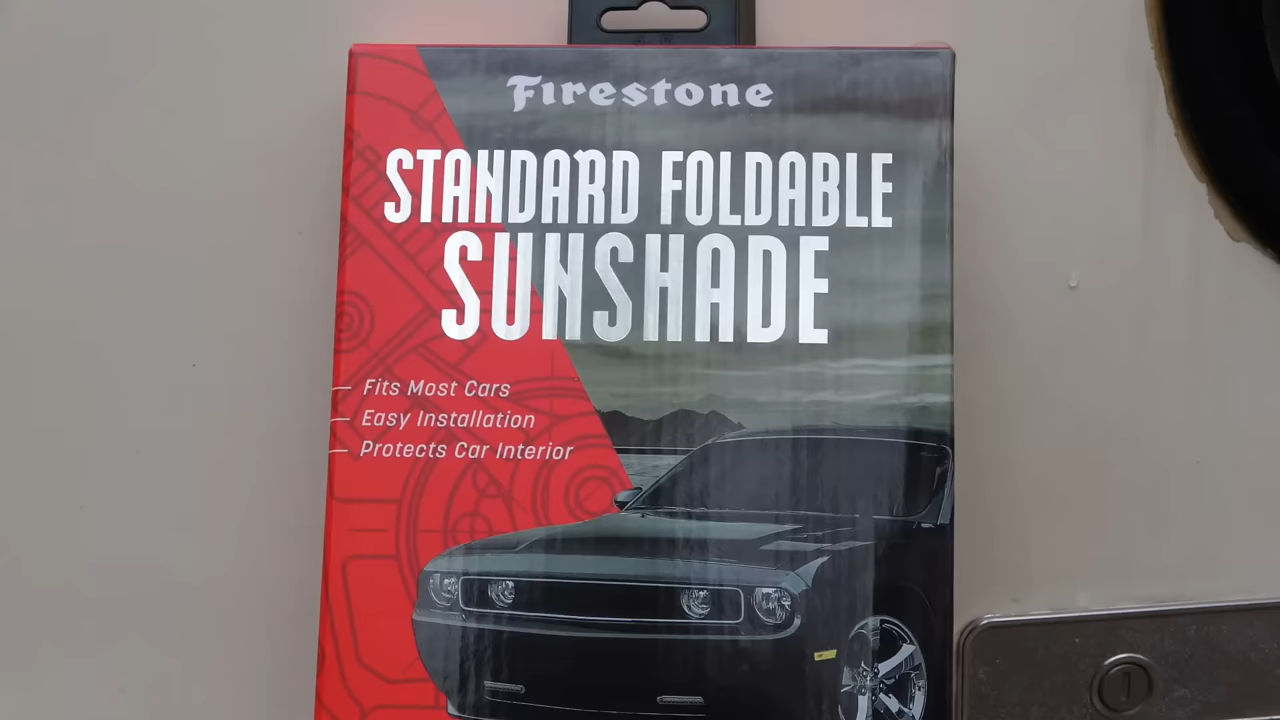 Firestone
STANDARD FOLDABLE
SUNSHADE
Fits Most Cars
Easy Installation
Protects Car Interior